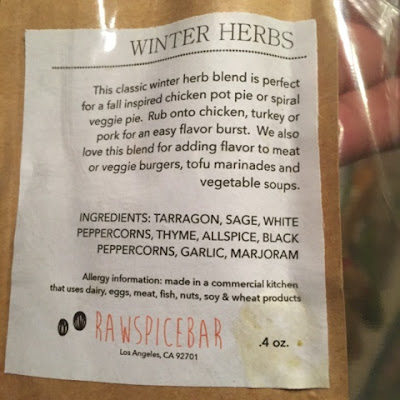 WINTER HERBS
This classic winter herb blend is perfect
for a fall inspired chicken pot pie or spiral
veggie pie. Rub onto chicken, turkey or
pork for an easy flavor burst. We also
love this blend for adding flavor to meat
or veggie burgers, tofu marinades and
vegetable soups.
INGREDIENTS: TARRAGON, SAGE, WHITE
PEPPERCORNS, THYME, ALLSPICE, BLACK
PEPPERCORNS, GARLIC, MARJORAM
Allergy information: made in a commercial kitchen
that uses dairy, eggs, meat, fish, nuts, soy & wheat products
RAWSPICEBAR
Los Angeles, CA 92701
.4 oz.